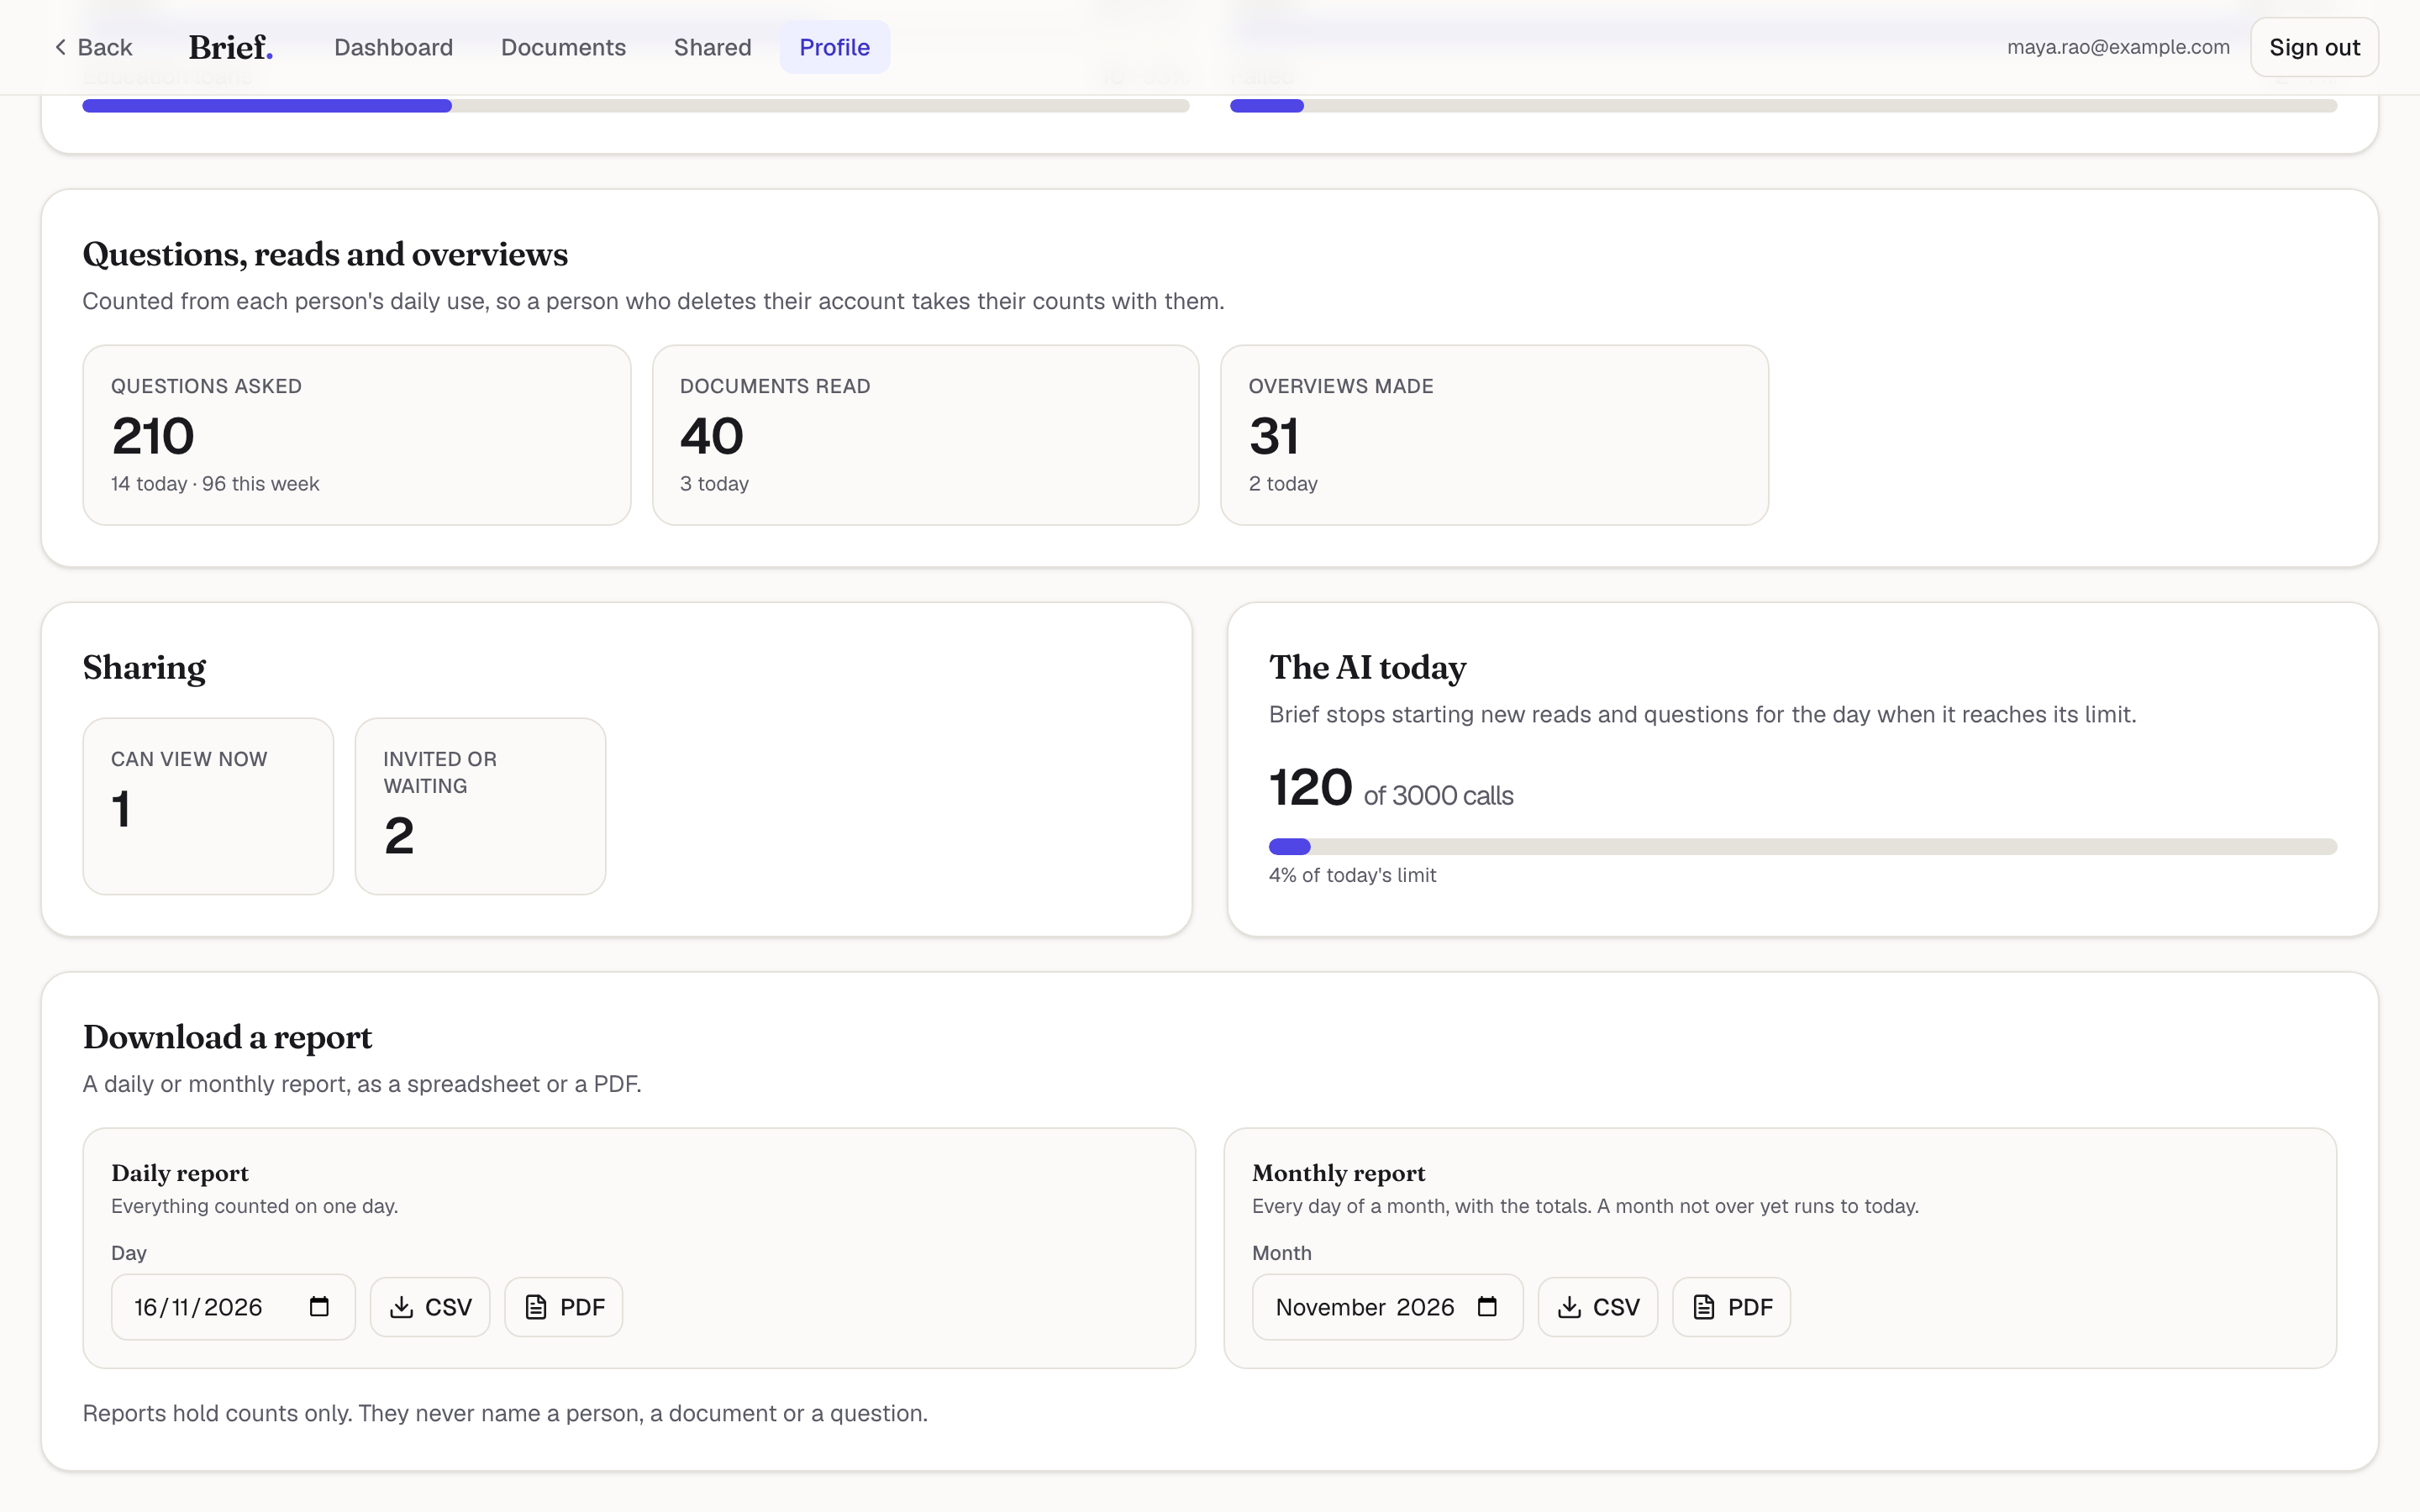 Back
Brief.
Dashboard
Documents
Shared
Profile
maya.rao@example.com
Sign out
Questions, reads and overviews
Counted from each person's daily use, so a person who deletes their account takes their counts with them.
QUESTIONS ASKED
210
14 today · 96 this week
DOCUMENTS READ
40
3 today
OVERVIEWS MADE
31
2 today
Sharing
CAN VIEW NOW
1
INVITED OR
WAITING
2
The AI today
Brief stops starting new reads and questions for the day when it reaches its limit.
120 of 3000 calls
4% of today's limit
Download a report
A daily or monthly report, as a spreadsheet or a PDF.
Daily report
Everything counted on one day.
Day
16/11/2026
CSV
PDF
Monthly report
Every day of a month, with the totals. A month not over yet runs to today.
Month
November 2026
CSV
PDF
Reports hold counts only. They never name a person, a document or a question.